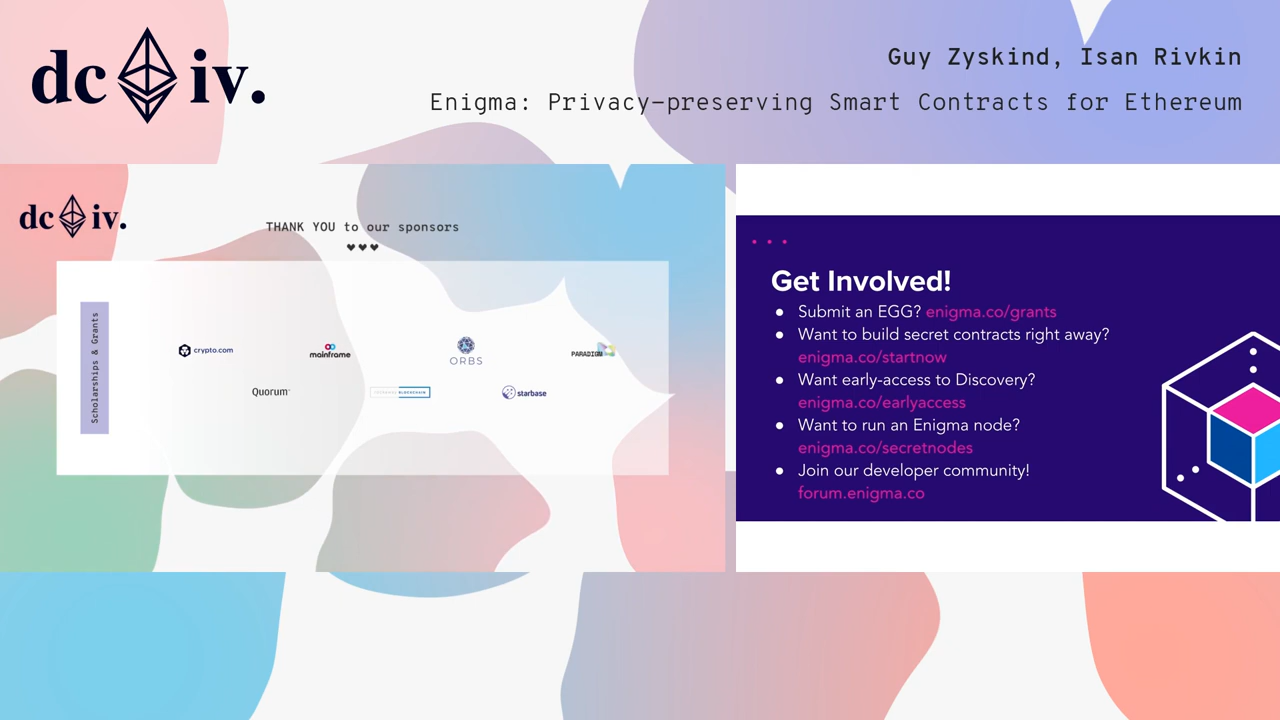 dc iv.
Guy Zyskind, Isan Rivkin
Enigma: Privacy-preserving Smart Contracts for Ethereum
dc iv.
THANK YOU to our sponsors
Scholarships & Grants
crypto.com
mainframe
ORBS
PARADIGM
Quorum
BLOCKCHAIN
starbase
Get Involved!
● Submit an EGG? enigma.co/grants
● Want to build secret contracts right away?
enigma.co/startnow
● Want early-access to Discovery?
enigma.co/earlyaccess
● Want to run an Enigma node?
enigma.co/secretnodes
● Join our developer community!
forum.enigma.co